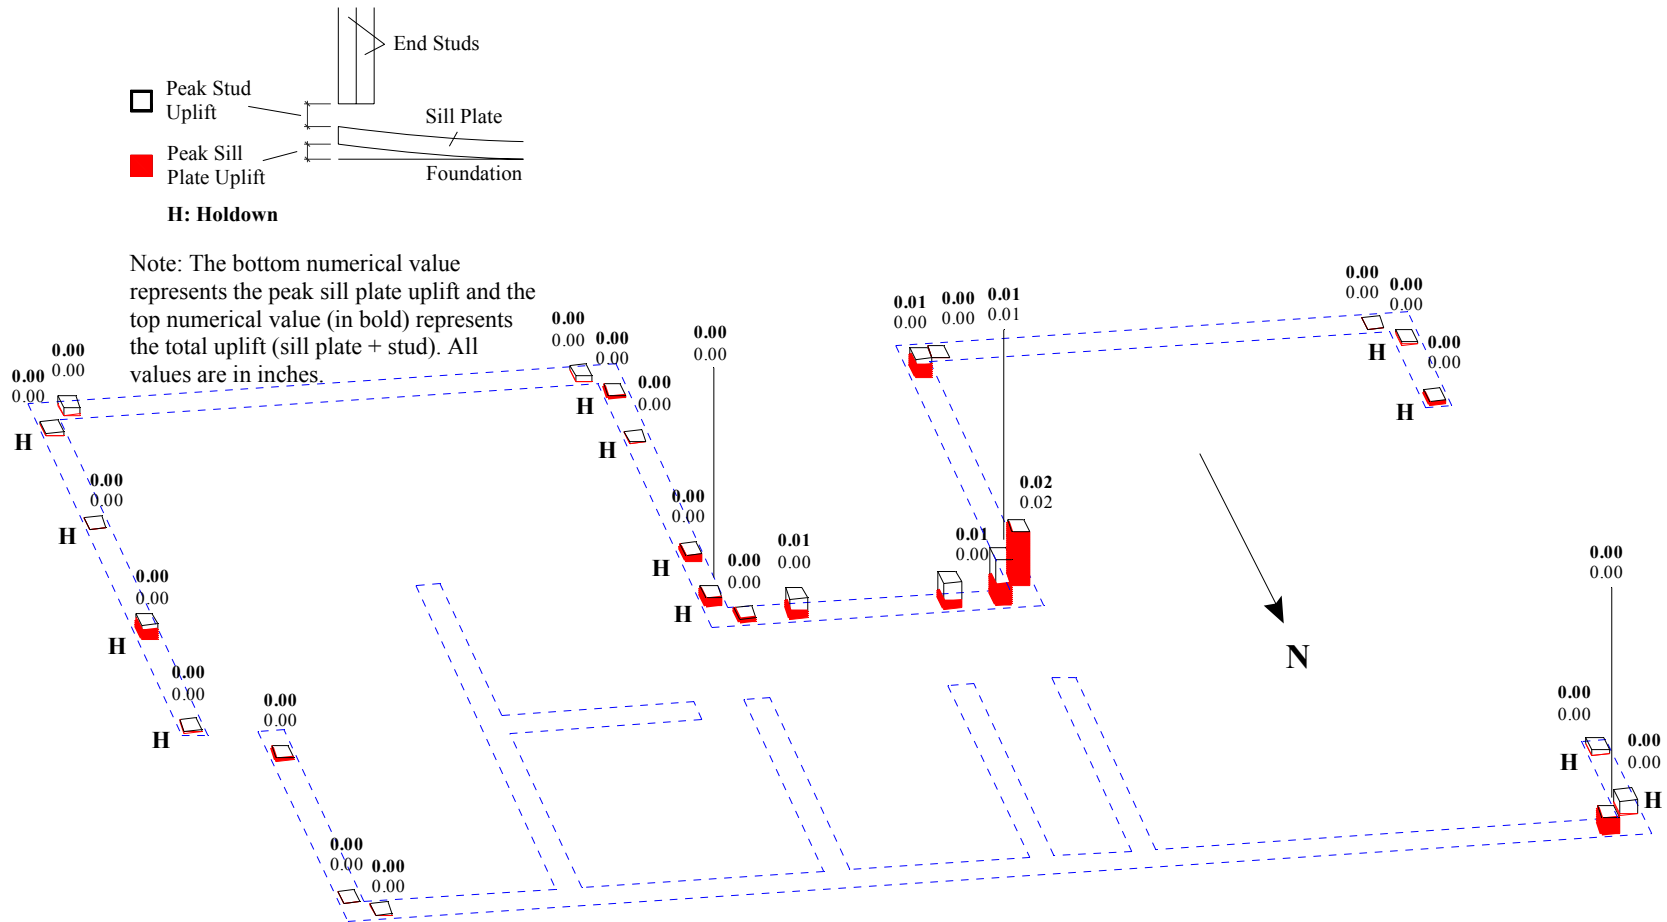 End Studs
Peak Stud
Uplift
Sill Plate
Peak Sill
Plate Uplift
Foundation
H: Holdown
Note: The bottom numerical value
represents the peak sill plate uplift and the
top numerical value (in bold) represents
the total uplift (sill plate + stud). All
values are in inches.
0.00
0.00
0.00
0.00
H
0.00
0.00
H
0.00
0.00
H
0.00
0.00
H
0.00
0.00
0.00
0.00
0.00
0.00
0.00
0.00
0.00
0.00
H
0.00
0.00
H
0.00
0.00
H
0.00
0.00
H
0.00
0.00
0.01
0.00
0.01
0.00
0.01
0.00
0.00
0.00
0.01
0.01
0.02
0.02
0.00
0.00
0.00
0.00
H
0.00
0.00
H
N
0.00
0.00
0.00
0.00
H
0.00
0.00
H